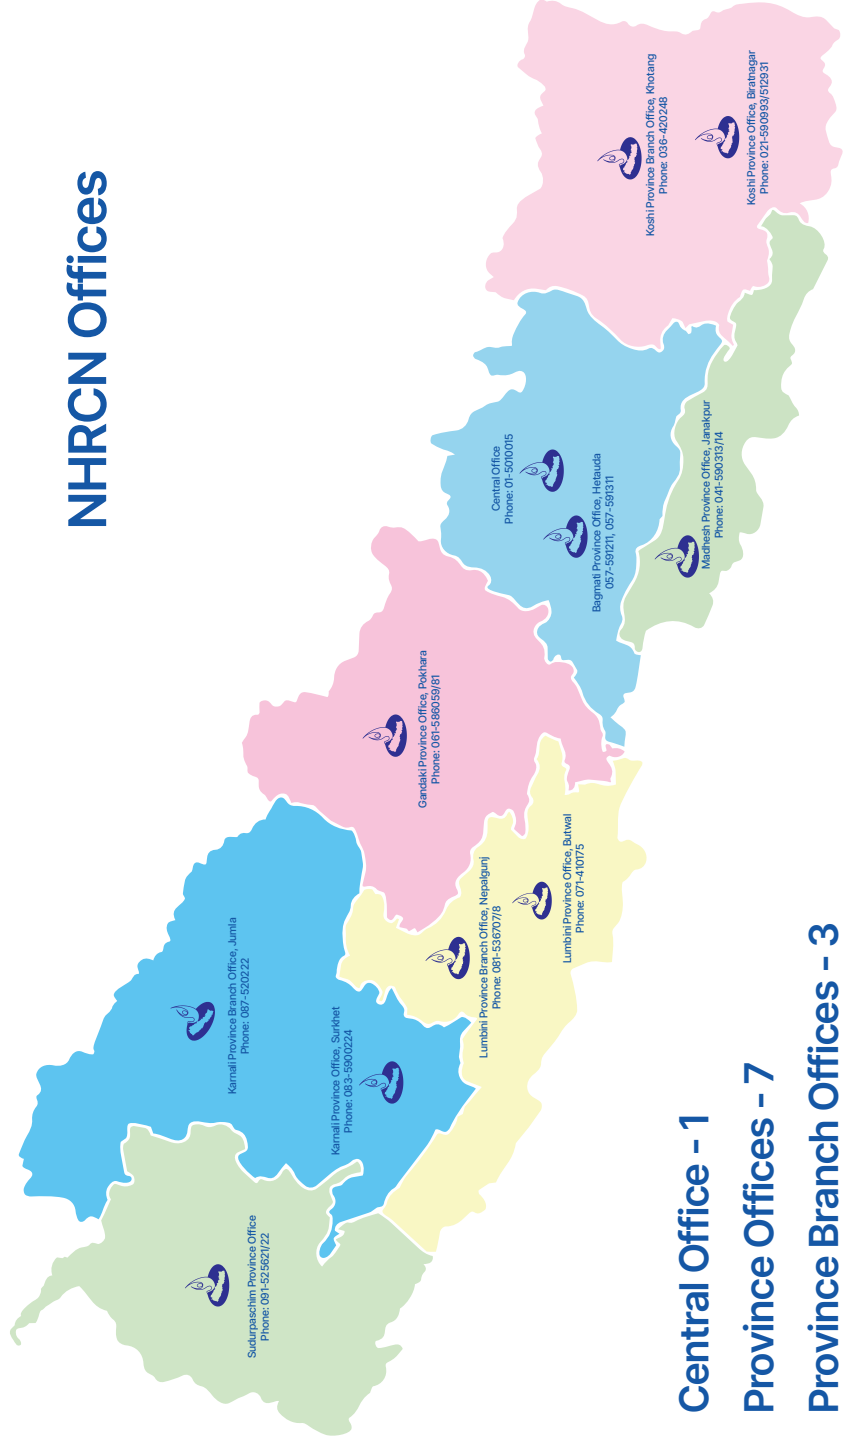 NHRCN Offices
Sudurpaschim Province Office
Phone: 091-525621/22
Karnali Province Branch Office, Jumla
Phone: 087-520222
Karnali Province Office, Surkhet
Phone: 083-5900224
Gandaki Province Office, Pokhara
Phone: 061-586059/81
Lumbini Province Branch Office, Nepalgunj
Phone: 081-536707/8
Lumbini Province Office, Butwal
Phone: 071-410175
Central Office
Phone: 01-5010015
Bagmati Province Office, Hetauda
057-591211, 057-591311
Madhesh Province Office, Janakpur
Phone: 041-590313/14
Koshi Province Branch Office, Khotang
Phone: 036-420248
Koshi Province Office, Biratnagar
Phone: 021-590993/512931
Central Office - 1
Province Offices - 7
Province Branch Offices - 3